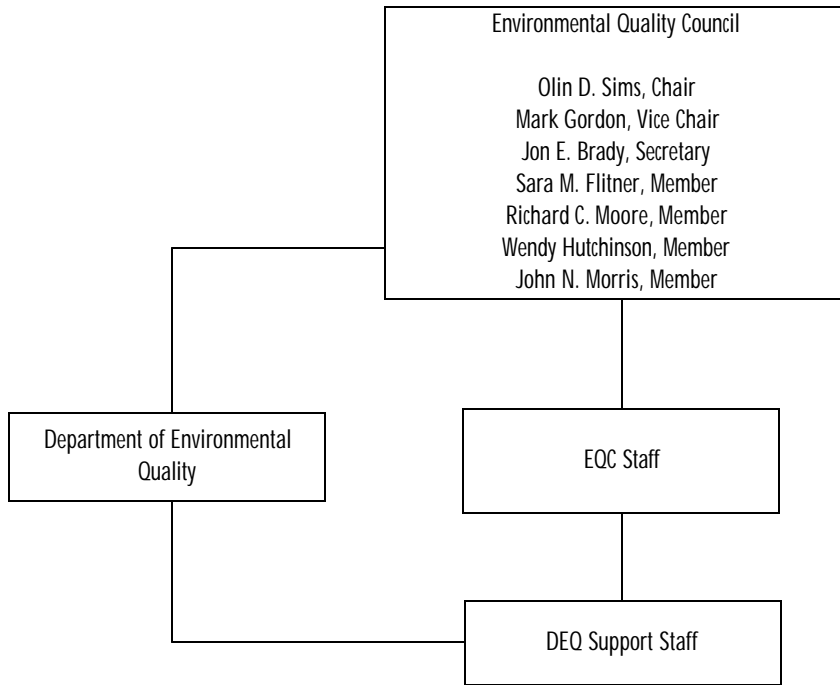 Environmental Quality Council
Olin D. Sims, Chair
Mark Gordon, Vice Chair
Jon E. Brady, Secretary
Sara M. Flitner, Member
Richard C. Moore, Member
Wendy Hutchinson, Member
John N. Morris, Member
Department of Environmental
Quality
EQC Staff
DEQ Support Staff